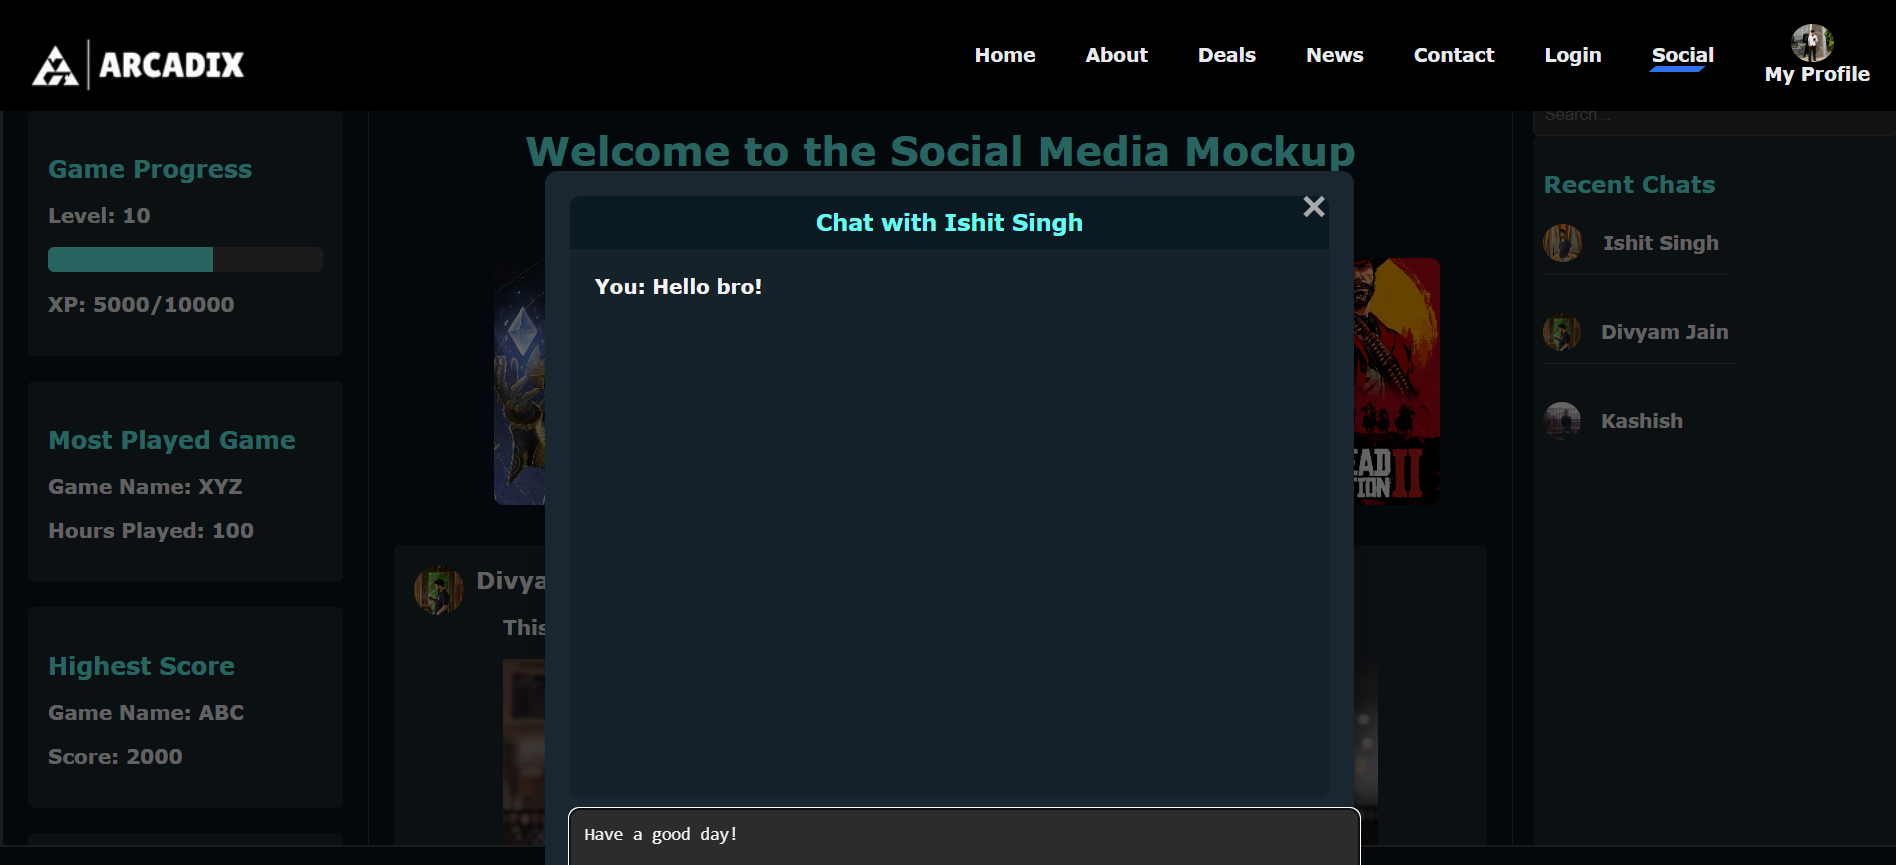 ARCADIX
Home
About
Deals
News
Contact
Login
Social
My Profile
Game Progress
Level: 10
XP: 5000/10000
Most Played Game
Game Name: XYZ
Hours Played: 100
Highest Score
Game Name: ABC
Score: 2000
Welcome to the Social Media Mockup
Chat with Ishit Singh
×
You: Hello bro!
Have a good day!
II
This
Search...
Recent Chats
Ishit Singh
Divyam Jain
Kashish